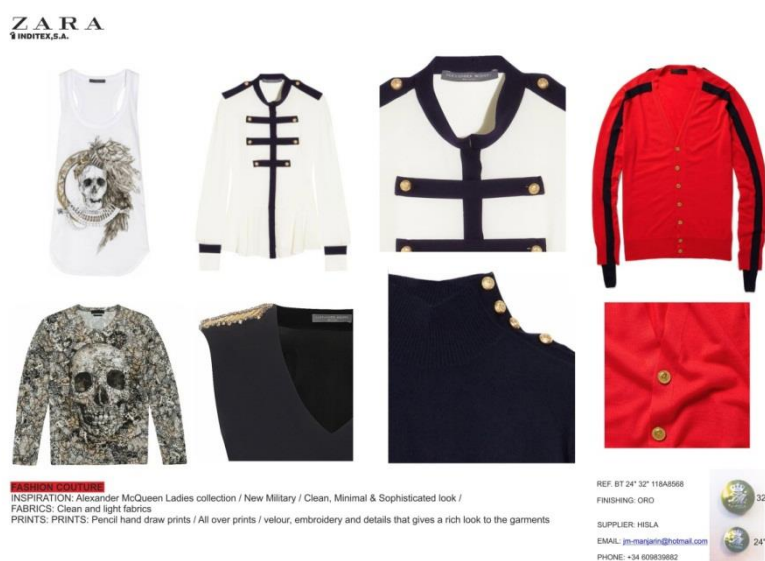 ZARA
INDITEX,S.A.
FASHION COUTURE
INSPIRATION: Alexander McQueen Ladies collection / New Military / Clean, Minimal & Sophisticated look /
FABRICS: Clean and light fabrics
PRINTS: PRINTS: Pencil hand draw prints / All over prints / velour, embroidery and details that gives a rich look to the garments
REF. BT 24" 32" 118A8568
FINISHING: ORO
SUPPLIER: HISLA
EMAIL: jm-manjarin@hotmail.com
PHONE: +34 609839882
32
24"